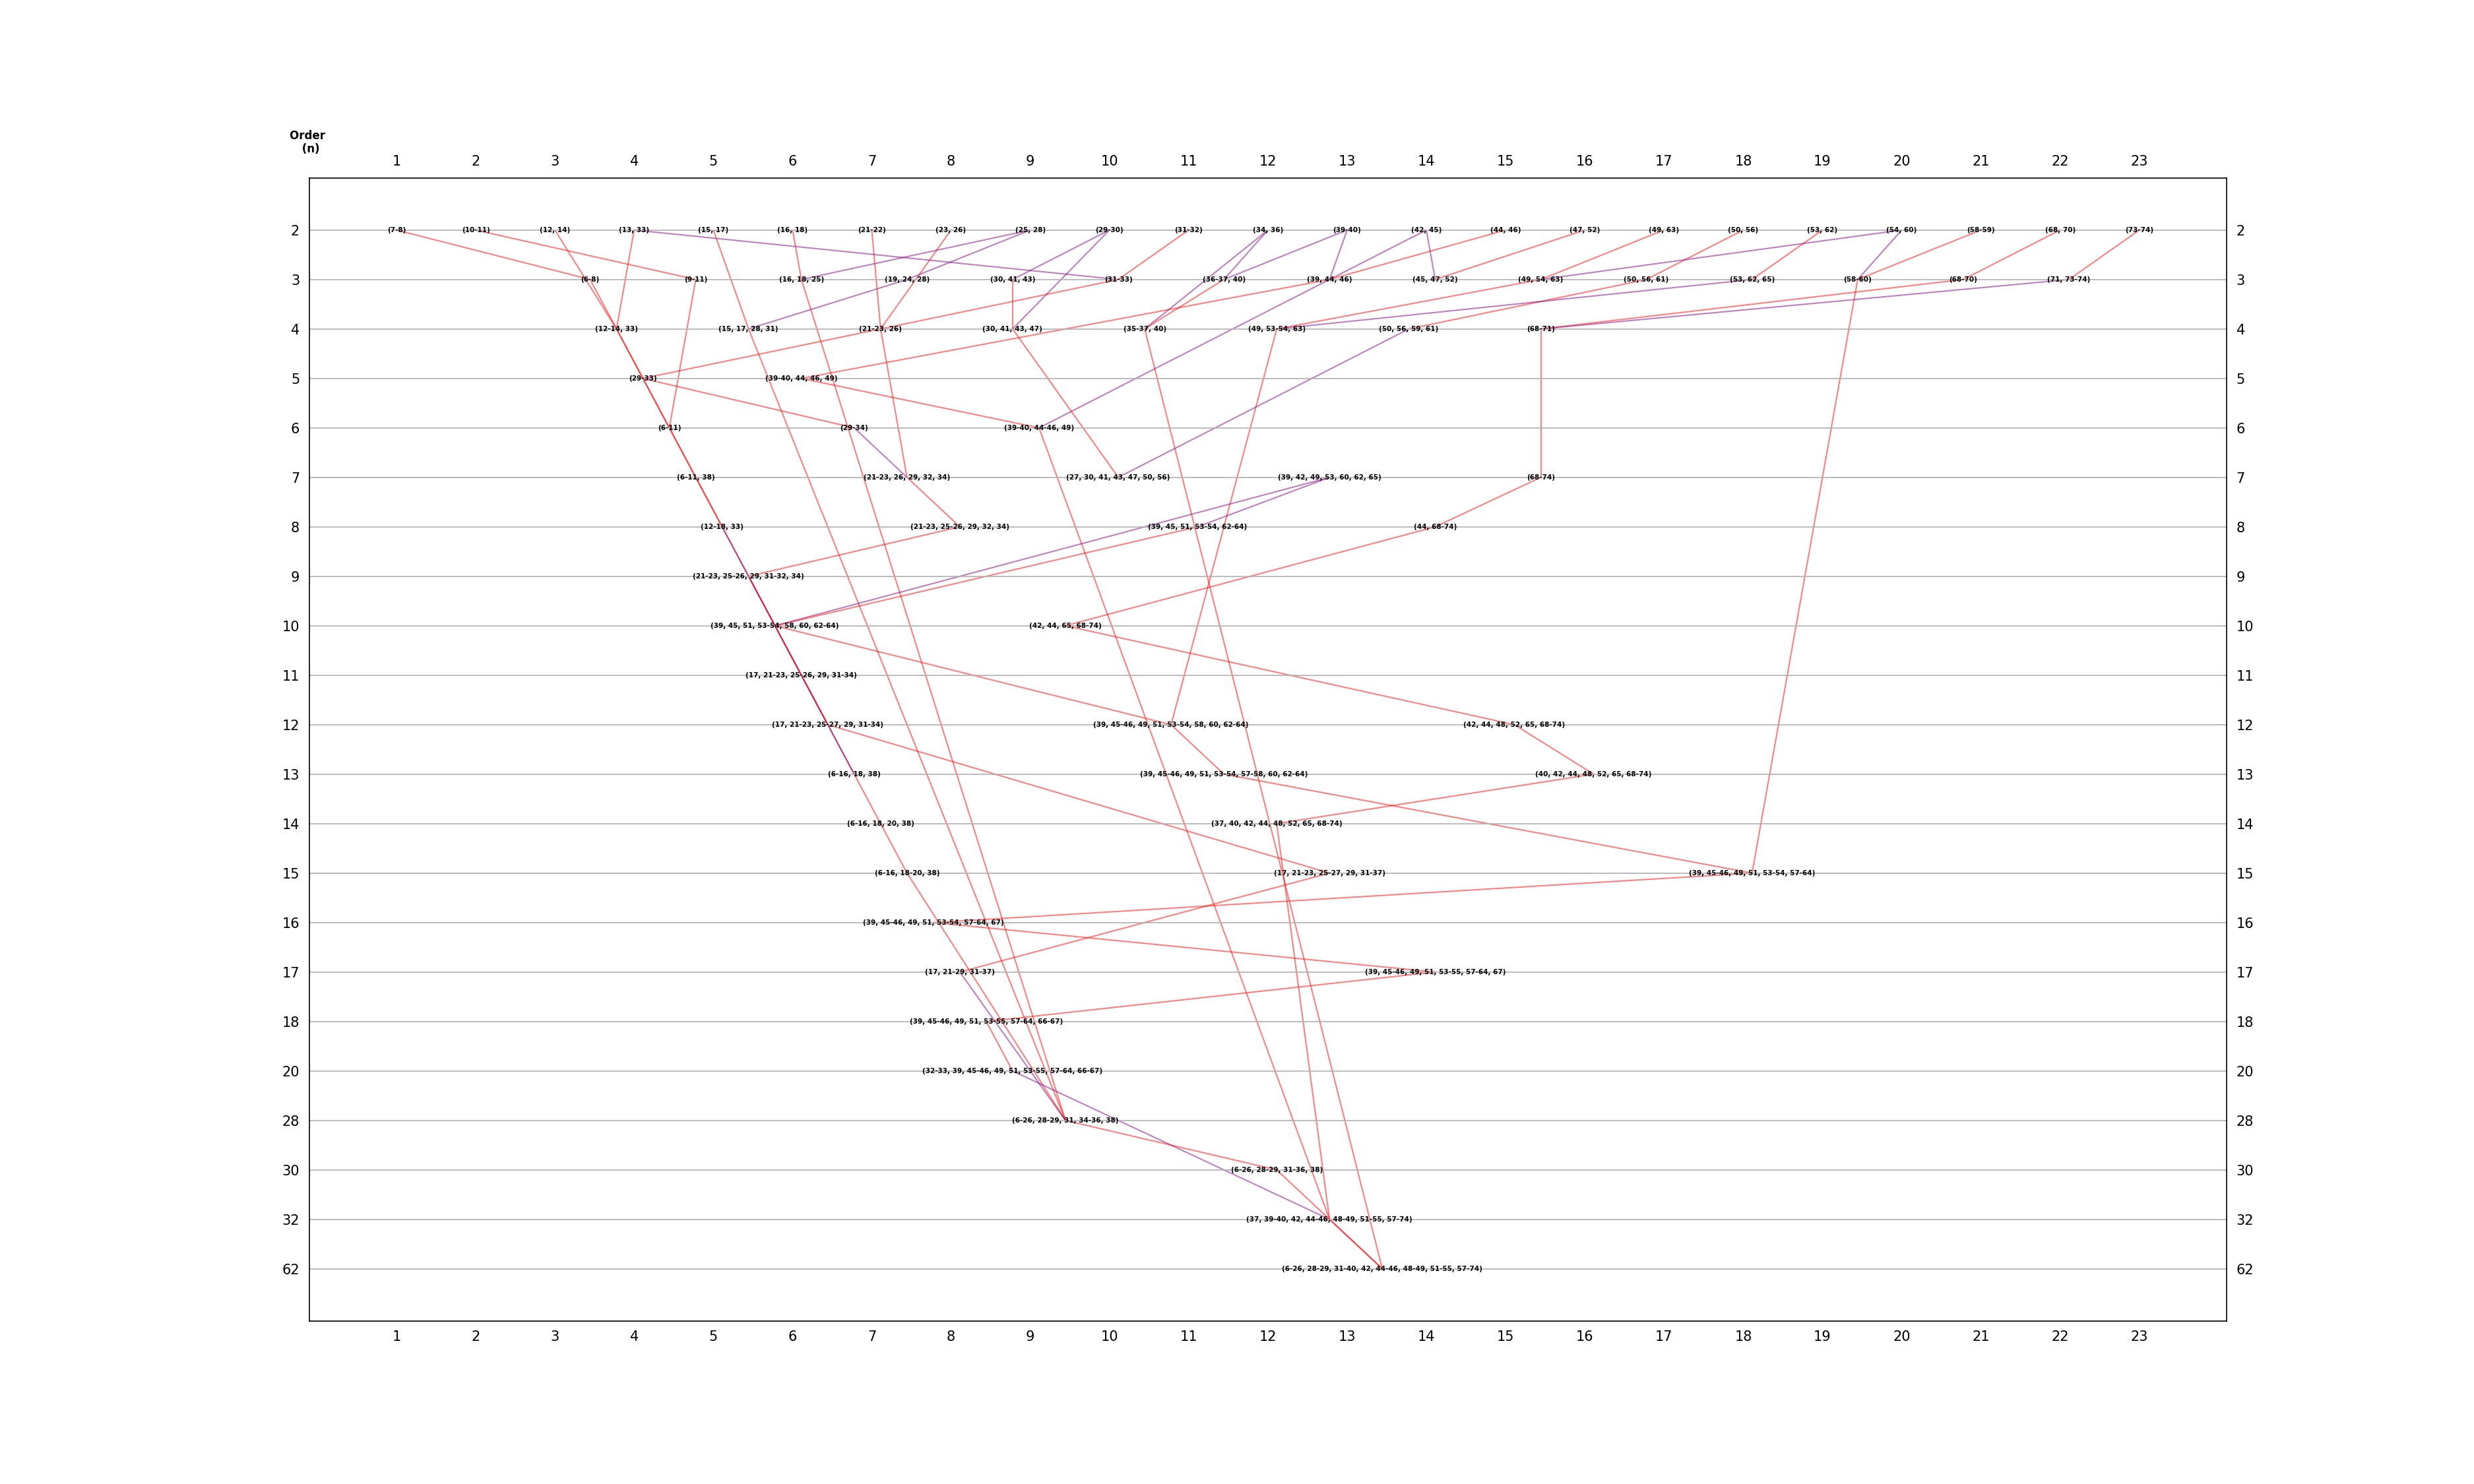 Order
(n)
1 2 3 4 5 6 7 8 9 10 11 12 13 14 15 16 17 18 19 20 21 22 23
2 (7-8) (10-11) (12, 14) (13, 33) (15, 17) (16, 18) (21-22) (23, 26) (25, 28) (29-30) (31-32) (34, 36) (39-40) (42, 45) (44, 46) (47, 52) (49, 63) (50, 56) (53, 62) (54, 60) (58-59) (68, 70) (73-74) 2
3 (6-8) (9-11) (16, 18, 25) (19, 24, 28) (30, 41, 43) (31-33) (36-37, 40) (39, 44, 46) (45, 47, 52) (49, 54, 63) (50, 56, 61) (53, 62, 65) (58-60) (68-70) (71, 73-74) 3
4 (12-14, 33) (15, 17, 28, 31) (21-23, 26) (30, 41, 43, 47) (35-37, 40) (49, 53-54, 63) (50, 56, 59, 61) (68-71) 4
5 (29-33) (39-40, 44, 46, 49) 5
6 (6-11) (29-34) (39-40, 44-46, 49) 6
7 (6-11, 38) (21-23, 26, 29, 32, 34) (27, 30, 41, 43, 47, 50, 56) (39, 42, 49, 53, 60, 62, 65) (68-74) 7
8 (12-18, 33) (21-23, 25-26, 29, 32, 34) (39, 45, 51, 53-54, 62-64) (44, 68-74) 8
9 (21-23, 25-26, 29, 31-32, 34) 9
10 (39, 45, 51, 53-54, 58, 60, 62-64) (42, 44, 65, 68-74) 10
11 (17, 21-23, 25-26, 29, 31-34) 11
12 (17, 21-23, 25-27, 29, 31-34) (39, 45-46, 49, 51, 53-54, 58, 60, 62-64) (42, 44, 48, 52, 65, 68-74) 12
13 (6-16, 18, 38) (39, 45-46, 49, 51, 53-54, 57-58, 60, 62-64) (40, 42, 44, 48, 52, 65, 68-74) 13
14 (6-16, 18, 20, 38) (37, 40, 42, 44, 48, 52, 65, 68-74) 14
15 (6-16, 18-20, 38) (17, 21-23, 25-27, 29, 31-37) (39, 45-46, 49, 51, 53-54, 57-64) 15
16 (39, 45-46, 49, 51, 53-54, 57-64, 67) 16
17 (17, 21-29, 31-37) (39, 45-46, 49, 51, 53-55, 57-64, 67) 17
18 (39, 45-46, 49, 51, 53-55, 57-64, 66-67) 18
20 (32-33, 39, 45-46, 49, 51, 53-55, 57-64, 66-67) 20
28 (6-26, 28-29, 31, 34-36, 38) 28
30 (6-26, 28-29, 31-36, 38) 30
32 (37, 39-40, 42, 44-46, 48-49, 51-55, 57-74) 32
62 (6-26, 28-29, 31-40, 42, 44-46, 48-49, 51-55, 57-74) 62
1 2 3 4 5 6 7 8 9 10 11 12 13 14 15 16 17 18 19 20 21 22 23